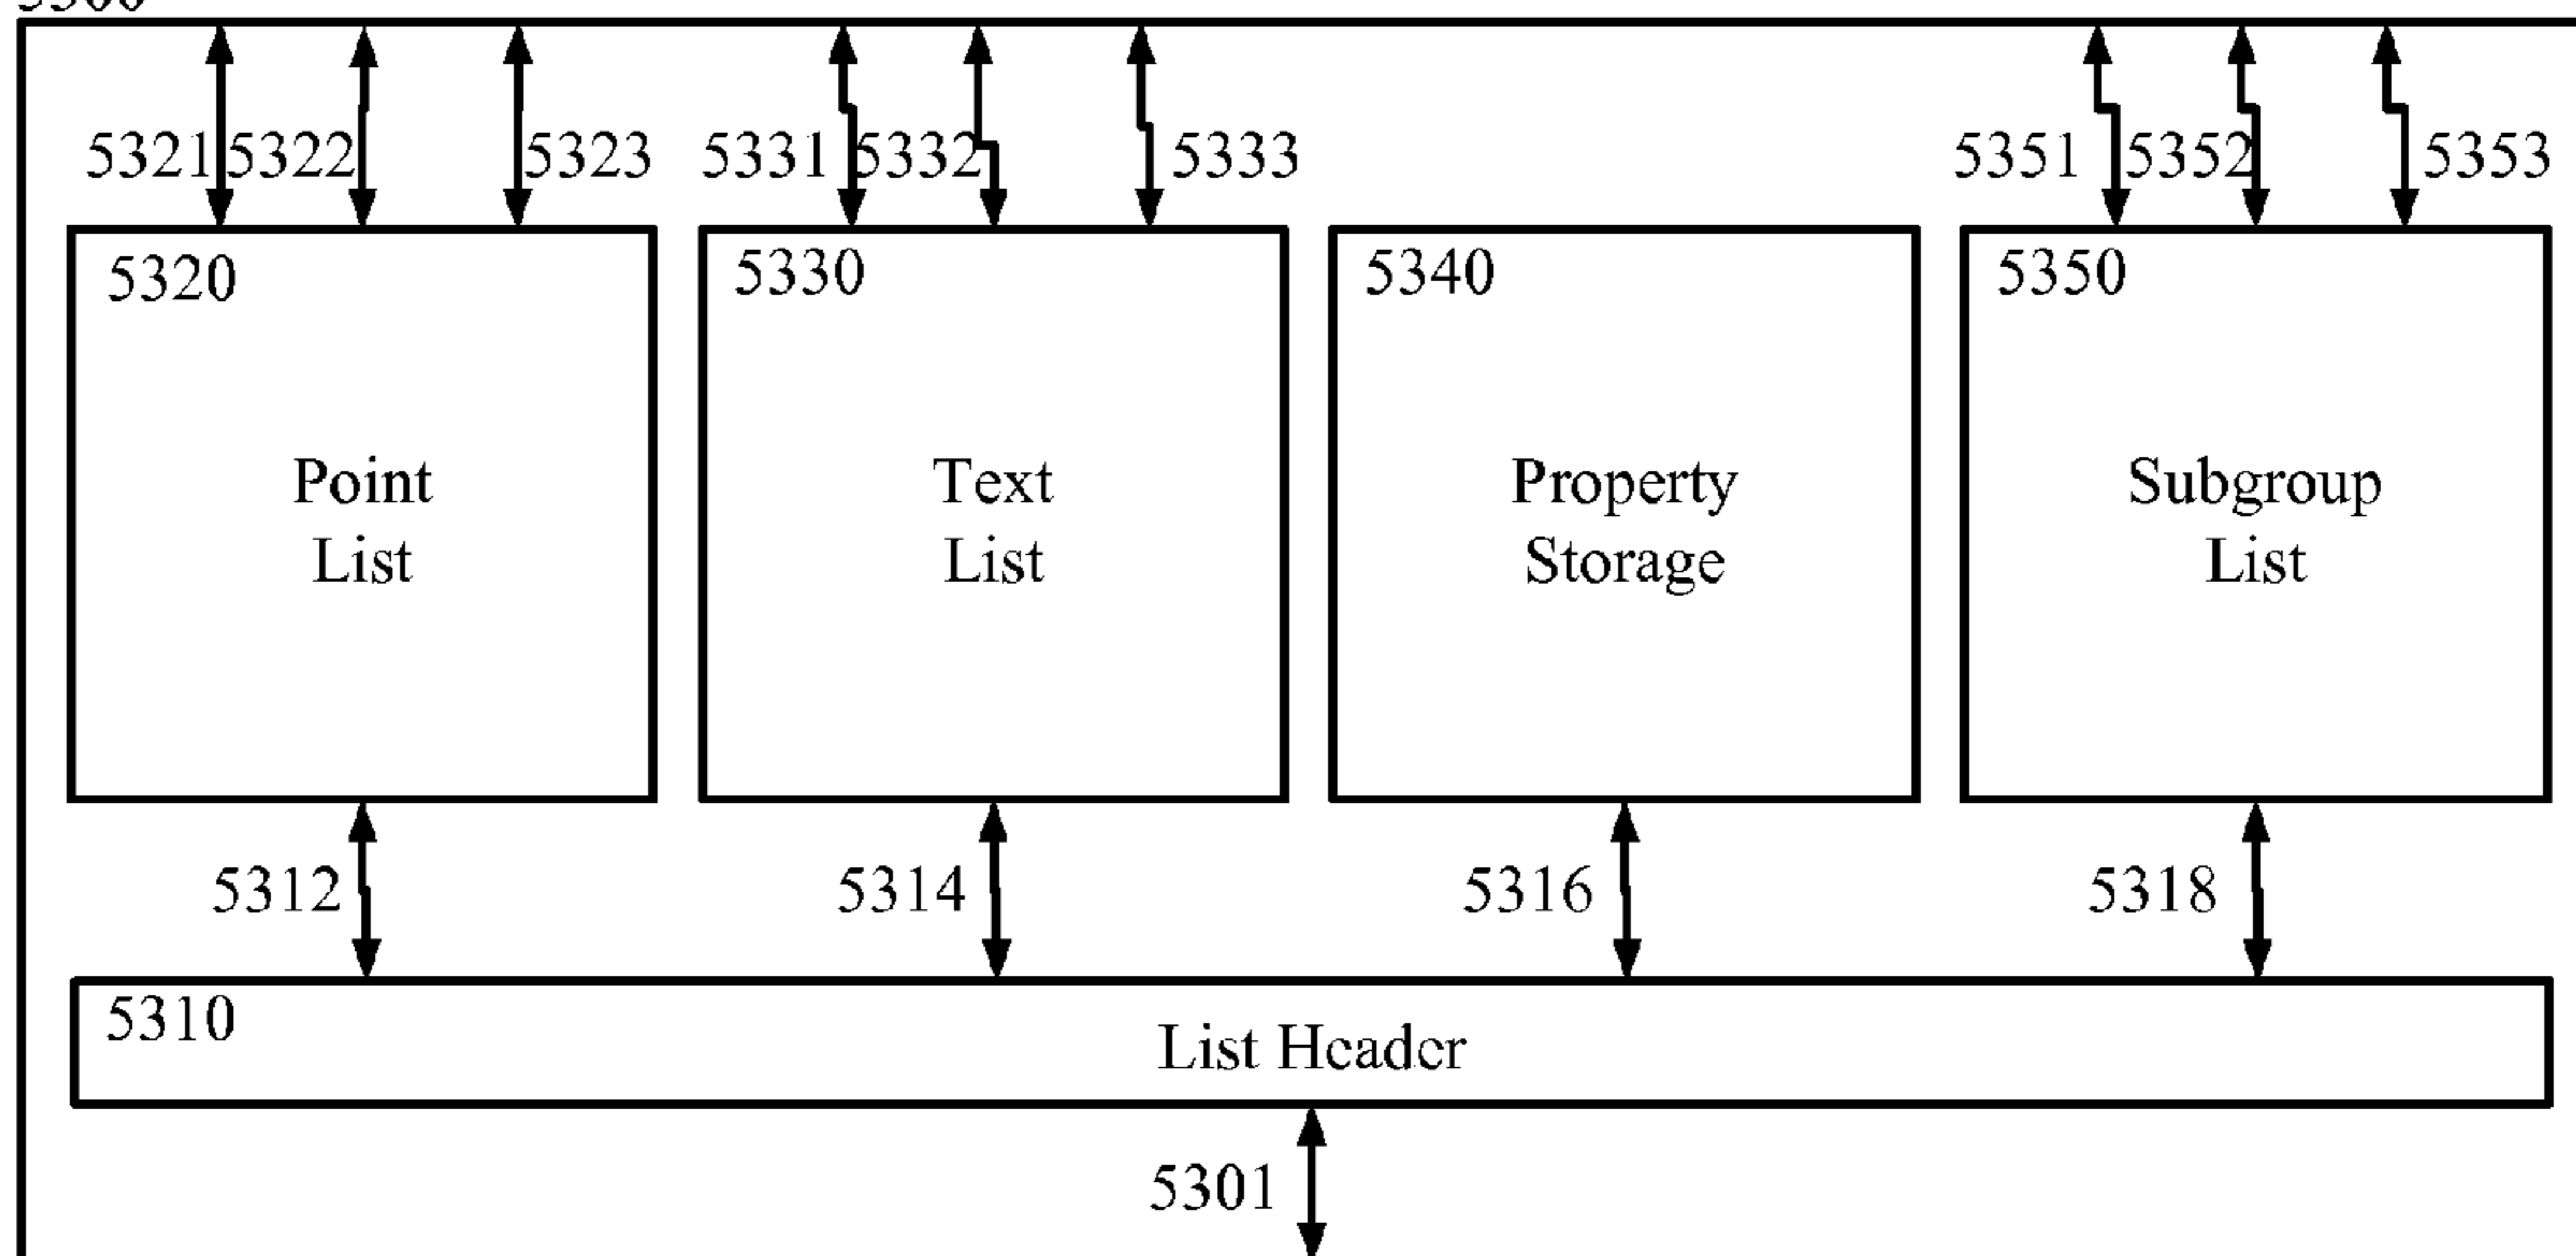 5321 5322 5323 5331 5332 5333 5351 5352 5353
5320 5330 5340 5350
Point Text Property Subgroup
List List Storage List
5312 5314 5316 5318
5310
List Header
5301